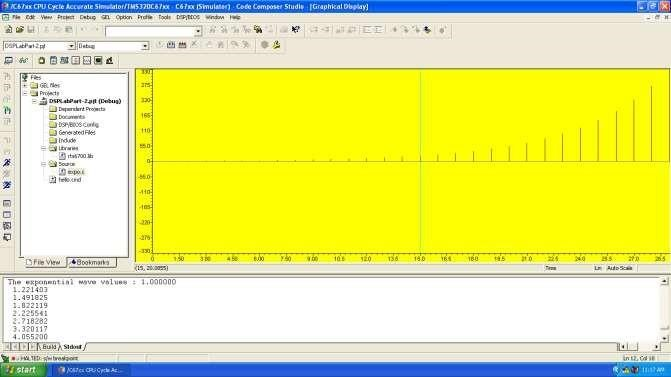 /C67xx CPU Cycle Accurate Simulator/TMS320C67xx - C67xx (Simulator) - Code Composer Studio - [Graphical Display]
File Edit View Project Debug GEL Option Profile Tools DSP/BIOS Window Help
DSPLabPart-2.pjt Debug
Files
GEL files
Projects
DSPLabPart-2.pjt (Debug)
Dependent Projects
Documents
DSP/BIOS Config
Generated Files
Include
Libraries
rts6700.lib
Source
expo.c
hello.cmd
File View Bookmarks
330
275
220
165
110
55.0
0
-55.0
-110
-165
-220
-275
-330
0 1.50 3.00 4.50 6.00 7.50 9.00 10.5 12.0 13.5 15.0 16.5 18.0 19.5 21.0 22.5 24.0 25.5 27.0 28.5
(15, 20.0855) Time Lin Auto Scale
The exponential wave values : 1.000000
1.221403
1.491825
1.822119
2.225541
2.718282
3.320117
4.055200
Build Stdout
HALTED: s/w breakpoint Ln 12, Col 18
start /C67xx CPU Cycle Ac... 11:17 AM